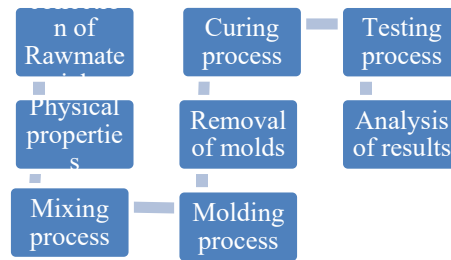 n of
Rawmate
Physical
propertie
s
Mixing
process
Molding
process
Removal
of molds
Curing
process
Testing
process
Analysis
of results